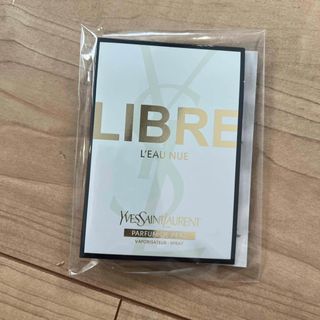 LIBRE
L'EAU NUE
YVESSAINTLAURENT
PARFUM DE PEAU
VAPORISATEUR - SPRAY